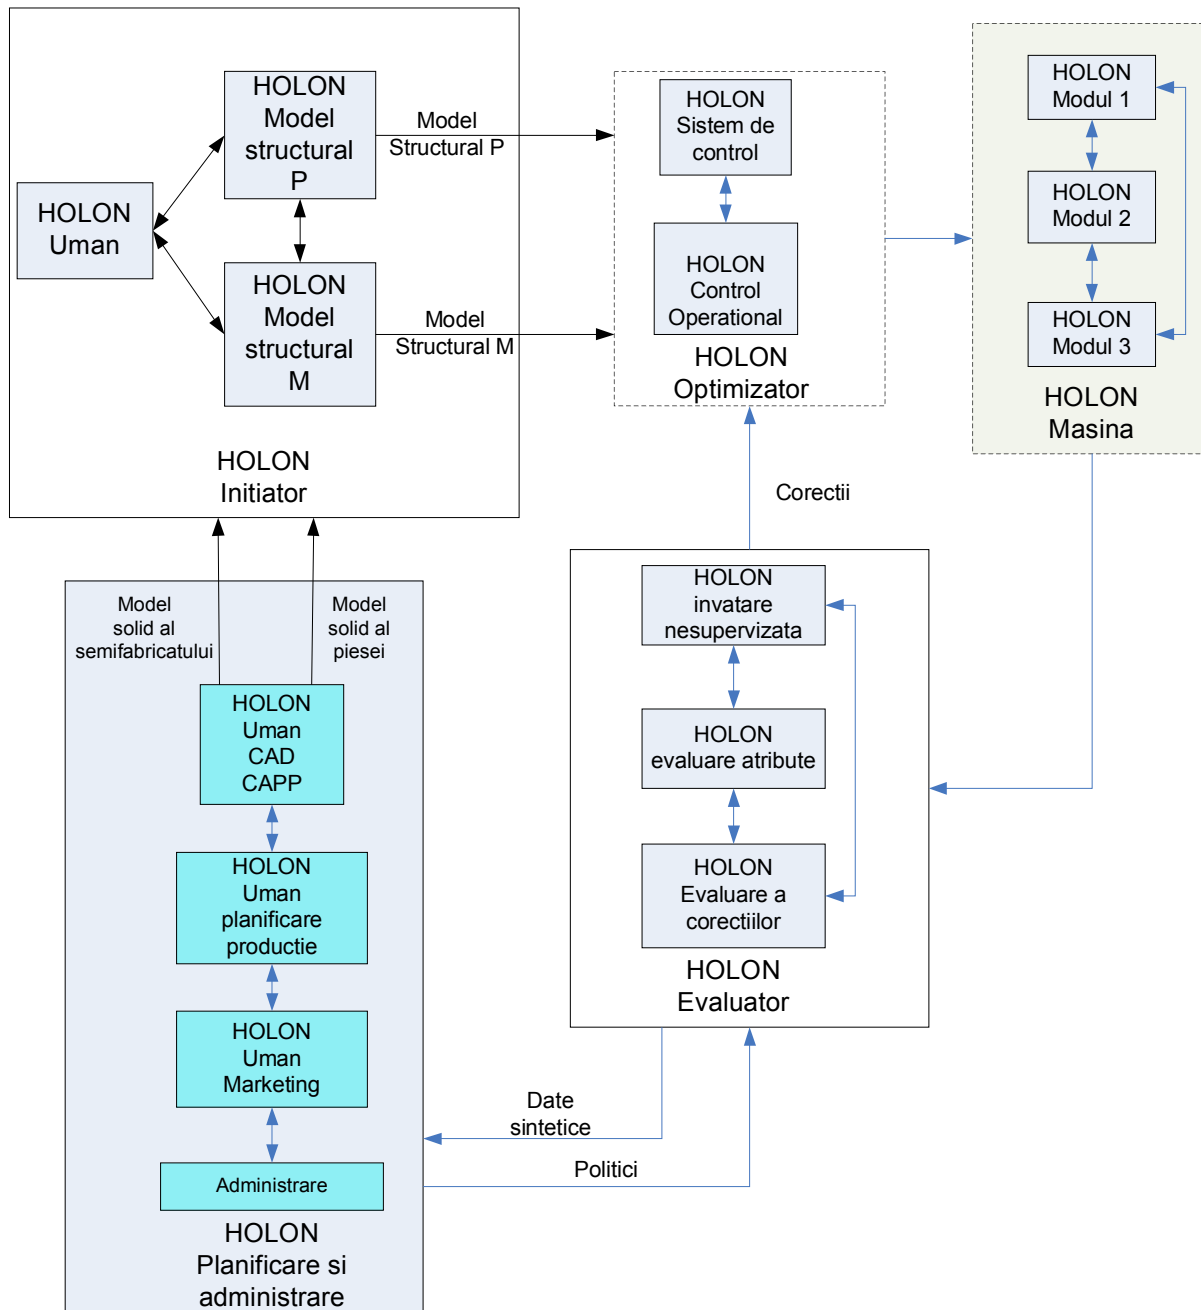 HOLON
Uman
HOLON
Model
structural
P
HOLON
Model
structural
M
Model
Structural P
Model
Structural M
HOLON
Initiator
HOLON
Sistem de
control
HOLON
Control
Operational
HOLON
Optimizator
HOLON
Modul 1
HOLON
Modul 2
HOLON
Modul 3
HOLON
Masina
Corectii
Model
solid al
semifabricatului
Model
solid al
piesei
HOLON
Uman
CAD
CAPP
HOLON
Uman
planificare
productie
HOLON
Uman
Marketing
Administrare
HOLON
Planificare si
administrare
HOLON
invatare
nesupervizata
HOLON
evaluare atribute
HOLON
Evaluare a
corectiilor
HOLON
Evaluator
Date
sintetice
Politici